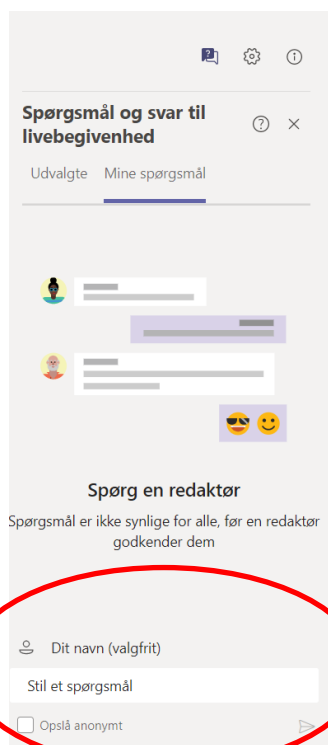 Spørgsmål og svar til
livebegivenhed
Udvalgte Mine spørgsmål
Spørg en redaktør
Spørgsmål er ikke synlige for alle, før en redaktør
godkender dem
Dit navn (valgfrit)
Stil et spørgsmål
Opslå anonymt